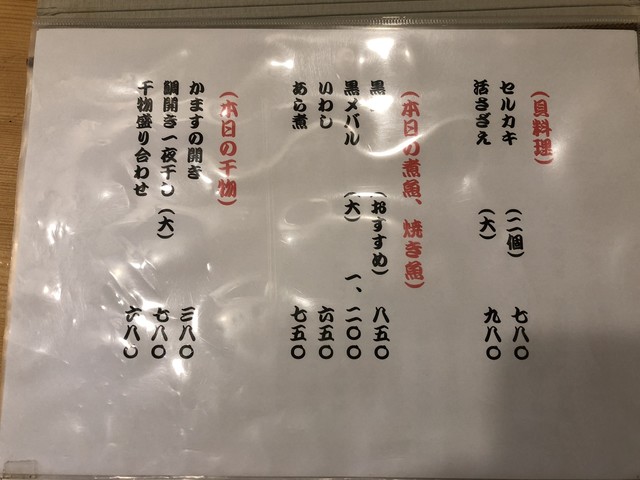 (貝料理)
セルカキ (二個) 七八〇
活さざえ (大) 九八〇
(本日の煮魚、焼き魚)
黒 (おすすめ) 八五〇
黒メバル (大) 一、二〇〇
いわし 六五〇
あら煮 七五〇
(本日の干物)
かますの開き 三八〇
鯛開き一夜干し (大) 七八〇
干物盛り合わせ 六八〇